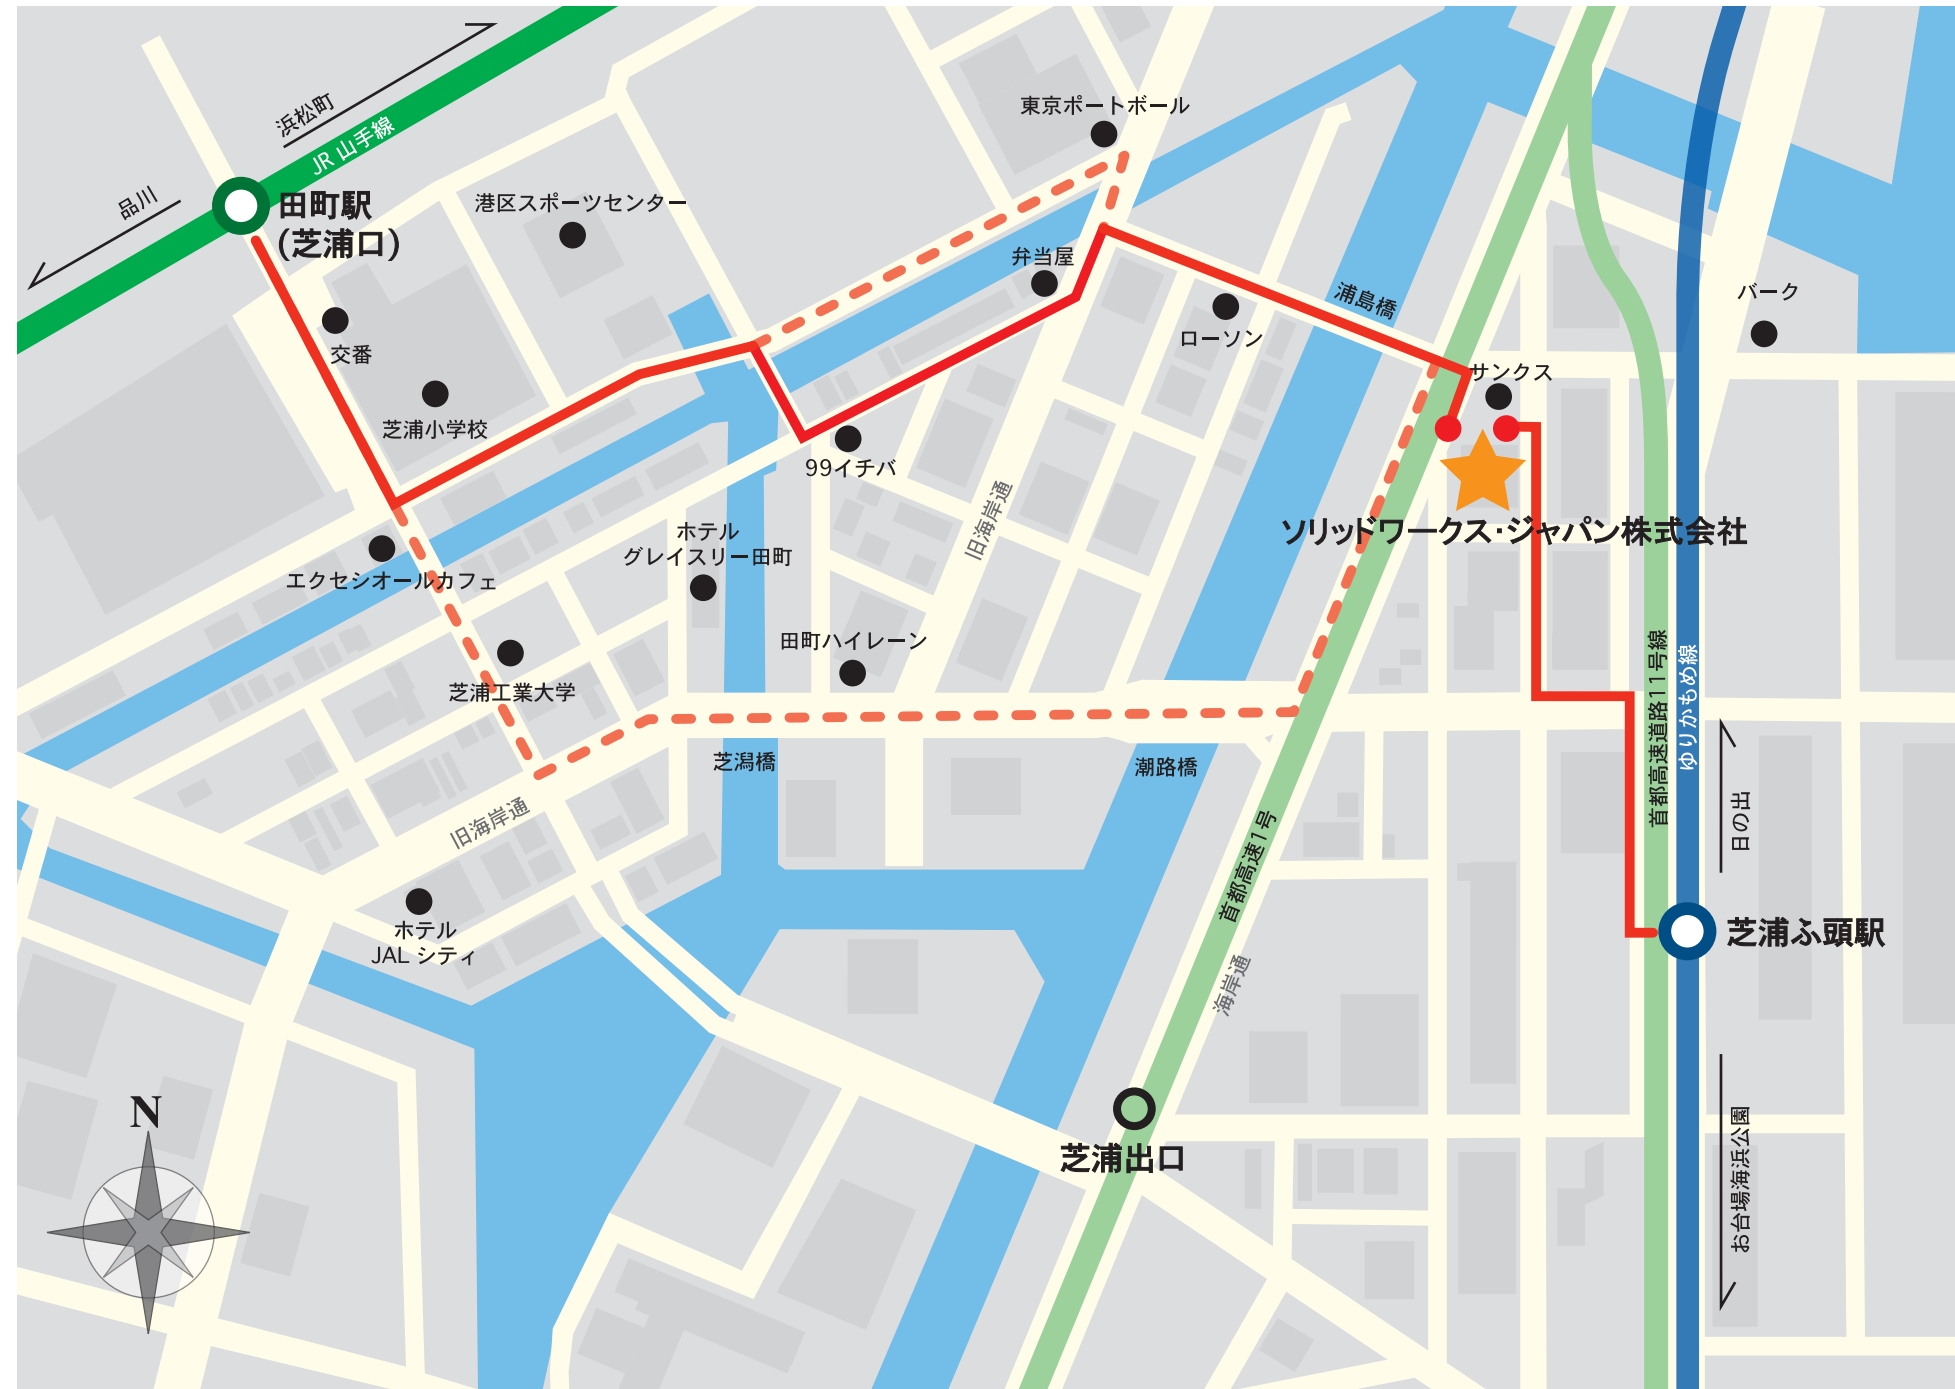 浜松町
JR 山手線
品川
田町駅
(芝浦口)
東京ポートボール
港区スポーツセンター
弁当屋
浦島橋
バーク
ローソン
交番
サンクス
芝浦小学校
99イチバ
旧海岸通
ホテル
グレイスリー田町
ソリッドワークス・ジャパン株式会社
エクセシオールカフェ
田町ハイレーン
芝浦工業大学
首都高速道路11号線
ゆりかもめ線
芝潟橋
潮路橋
旧海岸通
首都高速1号
日の出
ホテル
JAL シティ
芝浦ふ頭駅
海岸通
N
芝浦出口
お台場海浜公園